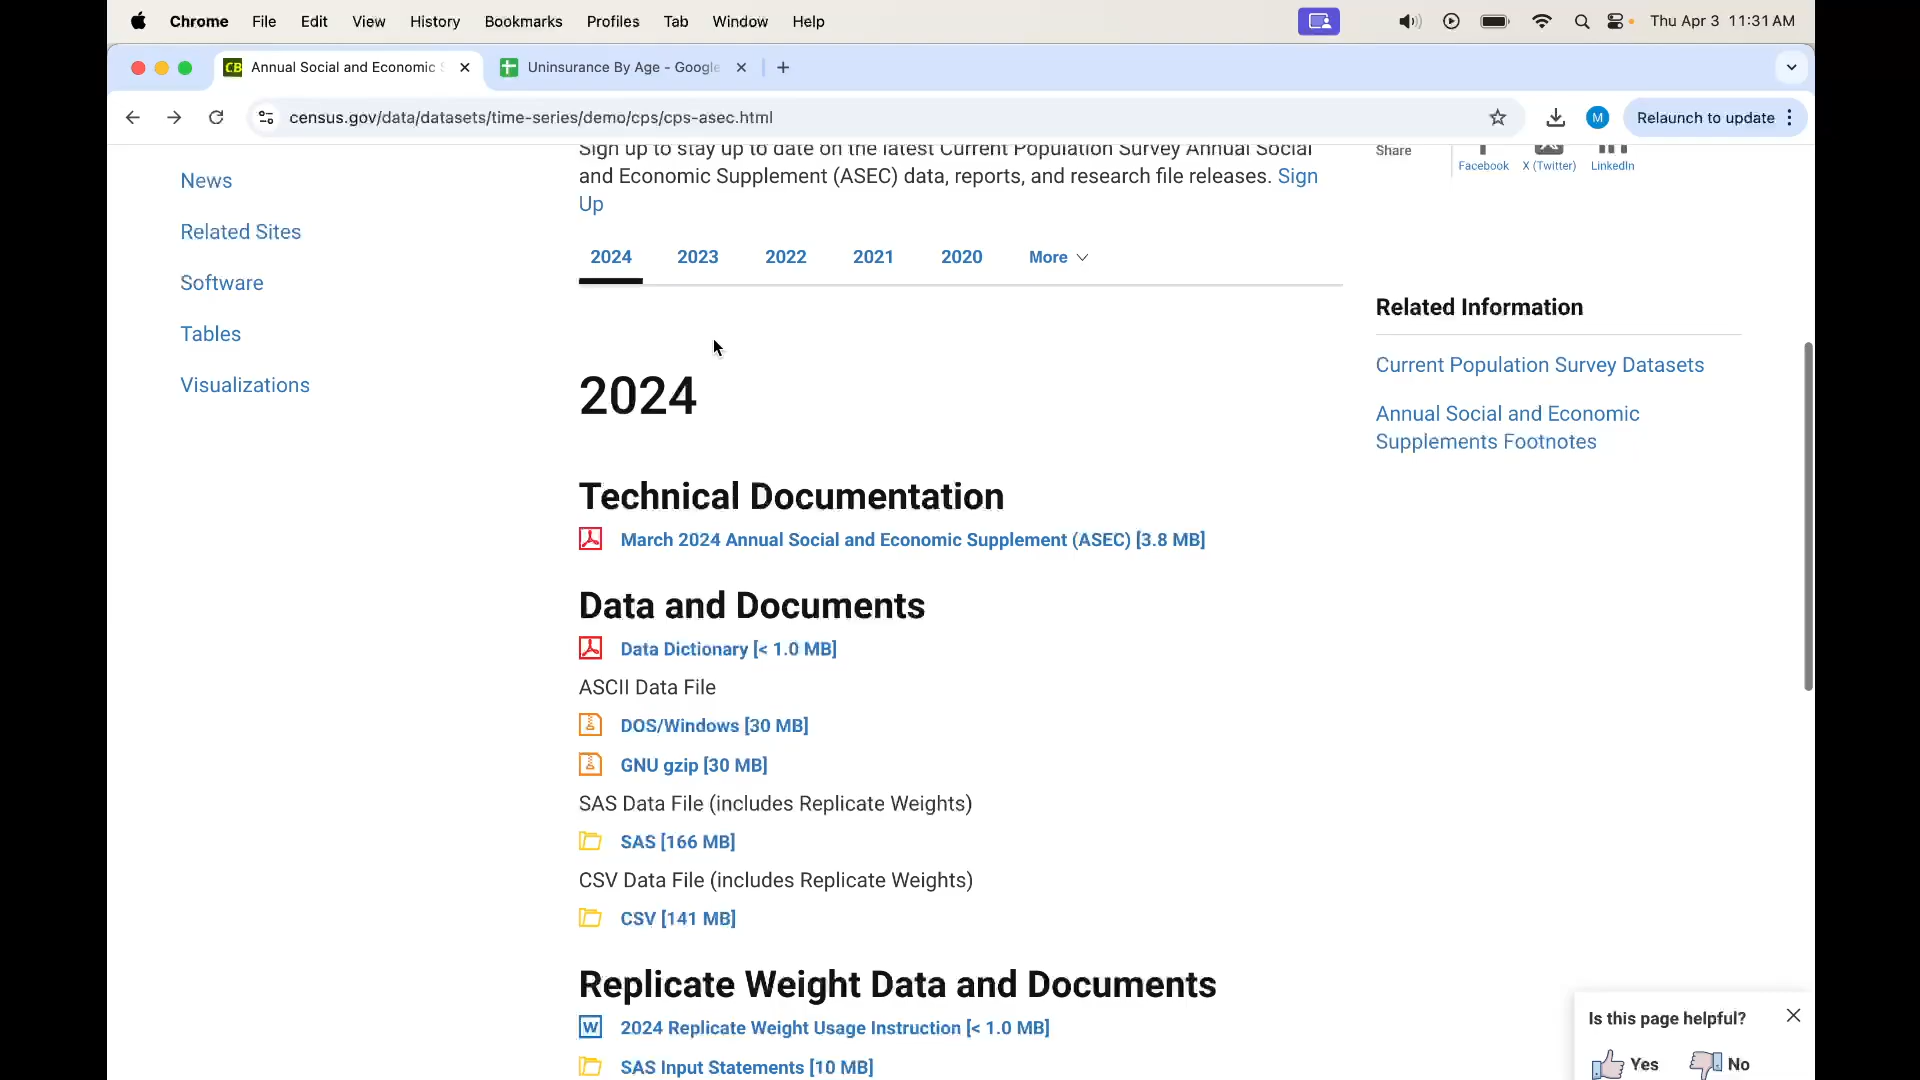 Chrome File Edit View History Bookmarks Profiles Tab Window Help Thu Apr 3 11:31 AM
CB Annual Social and Economic Uninsurance By Age - Google
census.gov/data/datasets/time-series/demo/cps/cps-asec.html M Relaunch to update
Sign up to stay up to date on the latest Current Population Survey Annual Social
and Economic Supplement (ASEC) data, reports, and research file releases. Sign
Up
Share
Facebook X (Twitter) LinkedIn
News
Related Sites
Software
Tables
Visualizations
2024 2023 2022 2021 2020 More
Related Information
Current Population Survey Datasets
Annual Social and Economic
Supplements Footnotes
2024
Technical Documentation
March 2024 Annual Social and Economic Supplement (ASEC) [3.8 MB]
Data and Documents
Data Dictionary [< 1.0 MB]
ASCII Data File
DOS/Windows [30 MB]
GNU gzip [30 MB]
SAS Data File (includes Replicate Weights)
SAS [166 MB]
CSV Data File (includes Replicate Weights)
CSV [141 MB]
Replicate Weight Data and Documents
W 2024 Replicate Weight Usage Instruction [< 1.0 MB]
SAS Input Statements [10 MB]
Is this page helpful?
Yes No